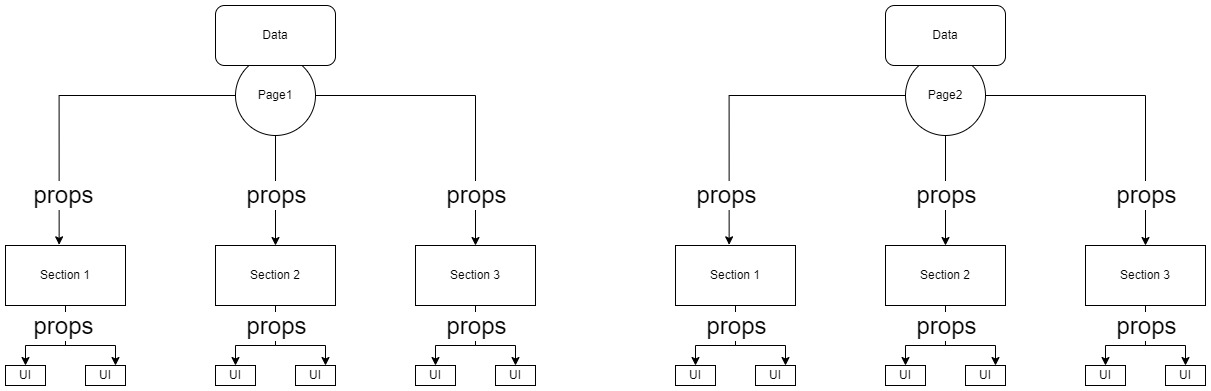 Data
Data
Page1
Page2
props
props
props
props
props
props
Section 1
Section 2
Section 3
Section 1
Section 2
Section 3
props
props
props
props
props
props
UI
UI
UI
UI
UI
UI
UI
UI
UI
UI
UI
UI